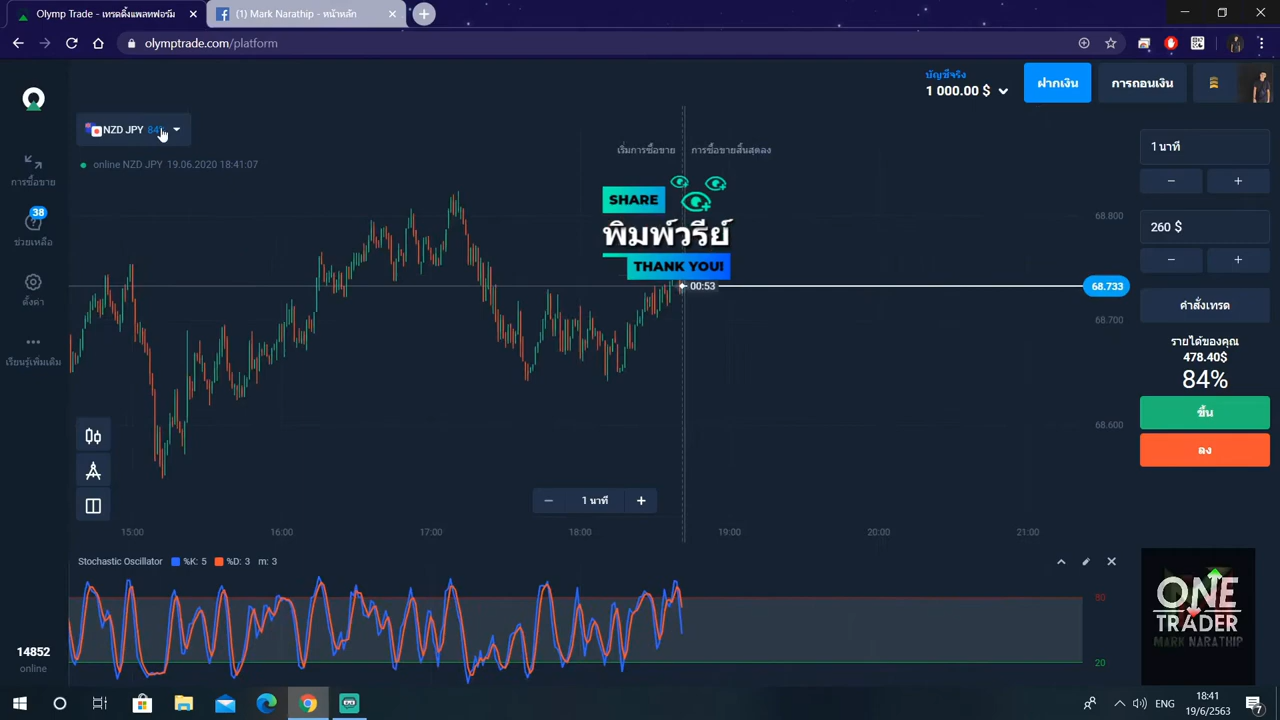 Olymp Trade - เทรดดิ้งแพลทฟอร์ม
(1) Mark Narathip - หน้าหลัก
olymptrade.com/platform
บัญชีจริง
1 000.00 $
ฝากเงิน
การถอนเงิน
NZD JPY
online NZD JPY 19.06.2020 18:41:07
เริ่มการซื้อขาย
การซื้อขายสิ้นสุดลง
SHARE
พิมพ์วรีย์
THANK YOU!
00:53
68.800
68.733
68.700
68.600
การซื้อขาย
38
ช่วยเหลือ
ตั้งค่า
เรียนรู้เพิ่มเติม
1 นาที
260 $
คำสั่งเทรด
รายได้ของคุณ
478.40$
84%
ขึ้น
ลง
1 นาที
15:00
16:00
17:00
18:00
19:00
20:00
21:00
Stochastic Oscillator %K: 5 %D: 3 m: 3
80
20
14852
online
ONE
TRADER
MARK NARATHIP
ENG
18:41
19/6/2563
7